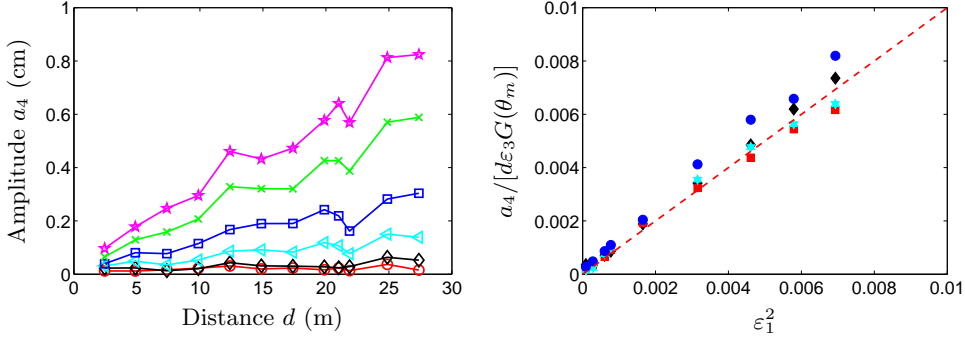 1
0.8
0.6
0.4
0.2
0
0 5 10 15 20 25 30
Distance d (m)
Amplitude a₄ (cm)
0.01
0.008
0.006
0.004
0.002
0
0 0.002 0.004 0.006 0.008 0.01
ε₁²
a₄/[dε₃G(θₘ)]